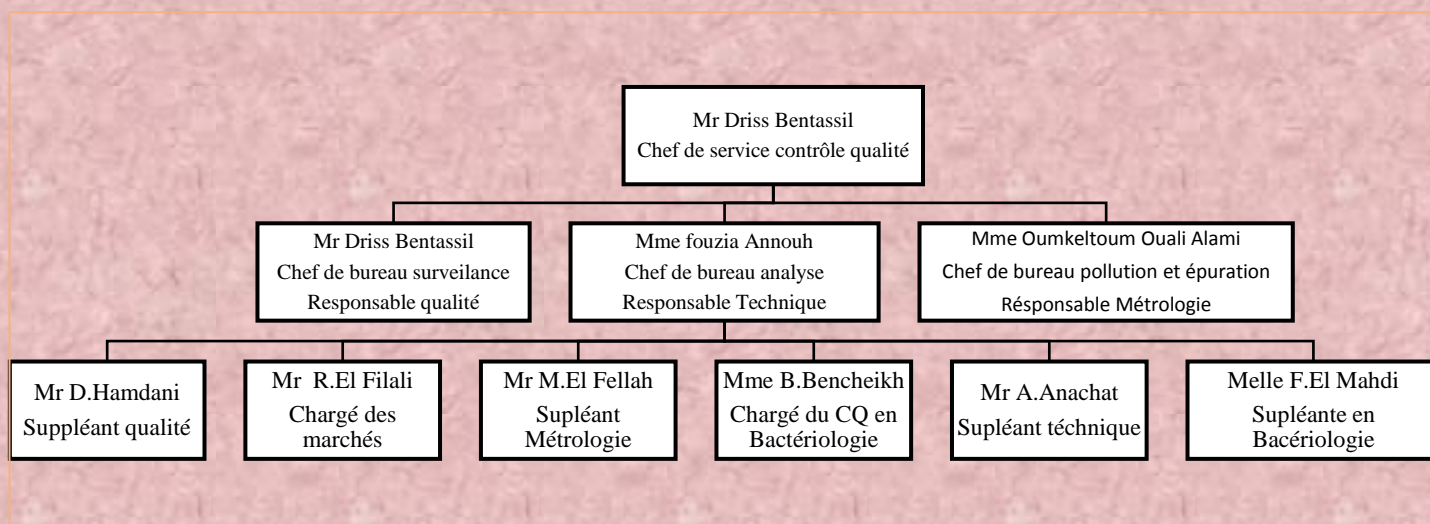 Mr Driss Bentassil
Chef de service contrôle qualité
Mr Driss Bentassil
Chef de bureau surveilance
Responsable qualité
Mme fouzia Annouh
Chef de bureau analyse
Responsable Technique
Mme Oumkeltoum Ouali Alami
Chef de bureau pollution et épuration
Résponsable Métrologie
Mr D.Hamdani
Suppléant qualité
Mr R.El Filali
Chargé des
marchés
Mr M.El Fellah
Supléant
Métrologie
Mme B.Bencheikh
Chargé du CQ en
Bactériologie
Mr A.Anachat
Supléant téchnique
Melle F.El Mahdi
Supléante en
Bacériologie